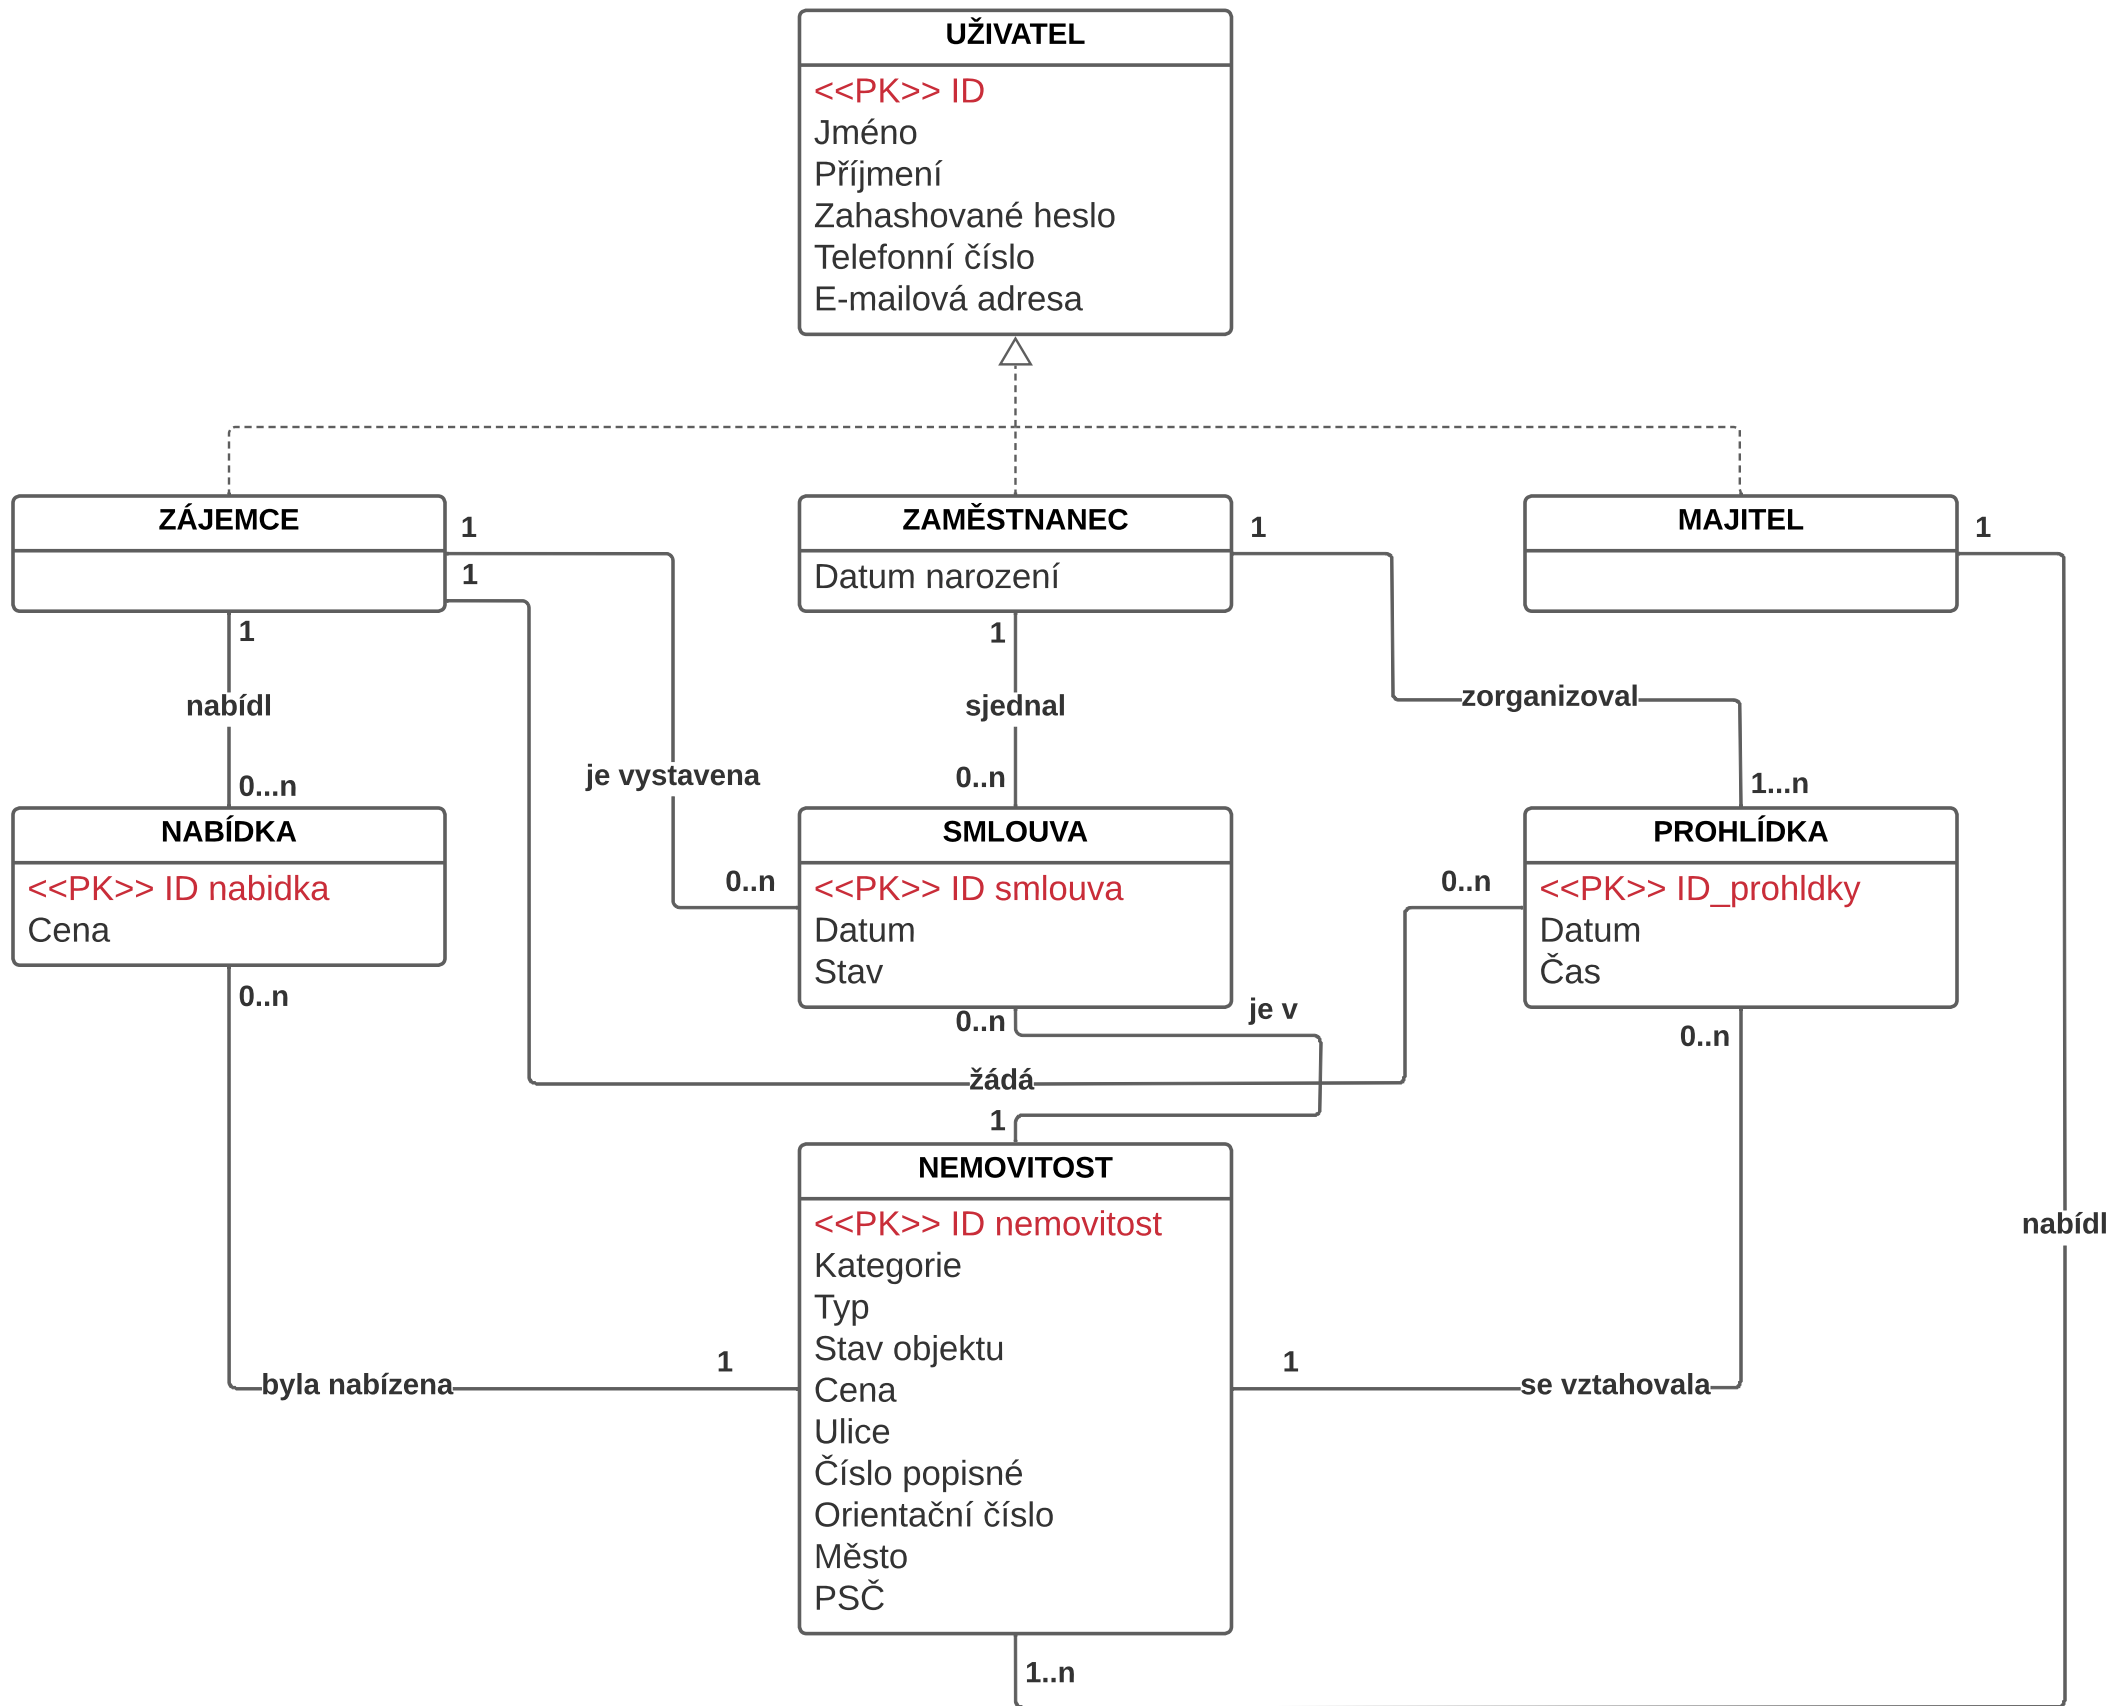 UŽIVATEL
<<PK>> ID
Jméno
Příjmení
Zahashované heslo
Telefonní číslo
E-mailová adresa
ZÁJEMCE
ZAMĚSTNANEC
Datum narození
MAJITEL
1
1
1
1
1
1
nabídl
sjednal
zorganizoval
je vystavena
0...n
0..n
1...n
NABÍDKA
<<PK>> ID nabidka
Cena
0..n
SMLOUVA
<<PK>> ID smlouva
Datum
Stav
0..n
PROHLÍDKA
<<PK>> ID_prohldky
Datum
Čas
0..n
0..n
je v
0..n
žádá
1
NEMOVITOST
<<PK>> ID nemovitost
Kategorie
Typ
Stav objektu
Cena
Ulice
Číslo popisné
Orientační číslo
Město
PSČ
nabídl
byla nabízena
1
1
se vztahovala
1..n